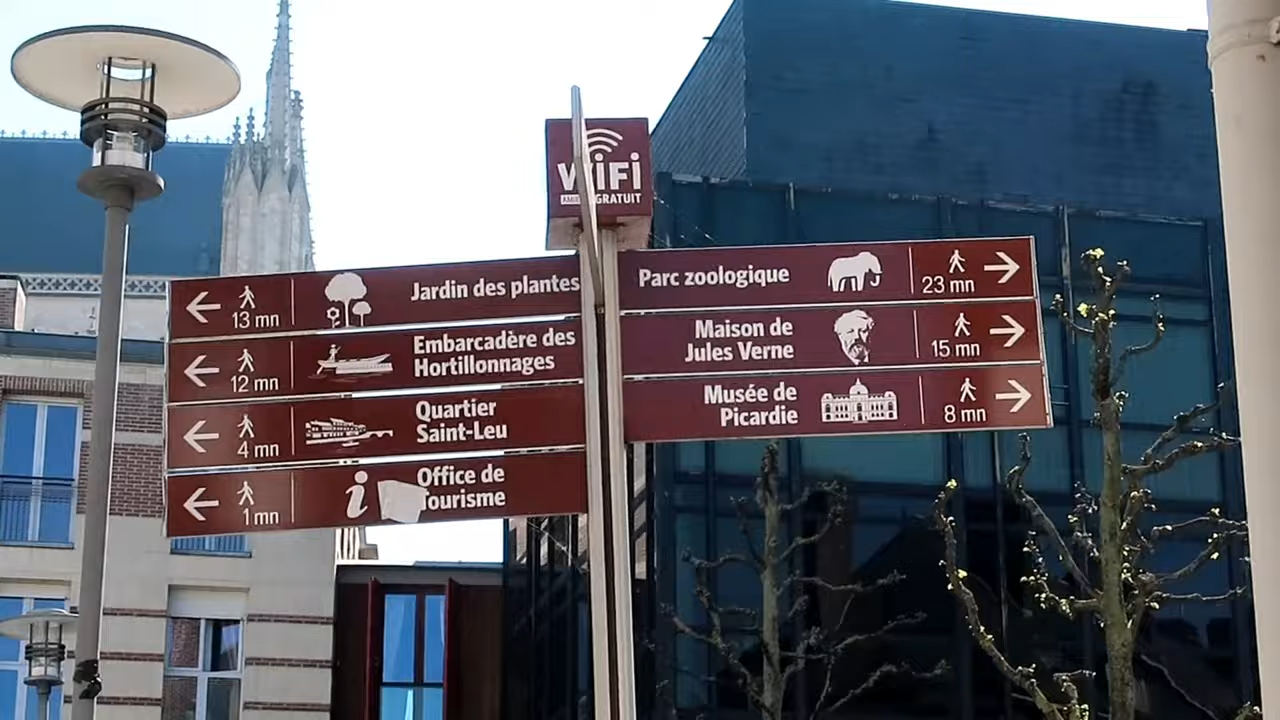 WiFi
GRATUIT
Jardin des plantes
13 mn
Embarcadère des
Hortillonnages
12 mn
Quartier
Saint-Leu
4 mn
Office de
Tourisme
1 mn
Parc zoologique
23 mn
Maison de
Jules Verne
15 mn
Musée de
Picardie
8 mn